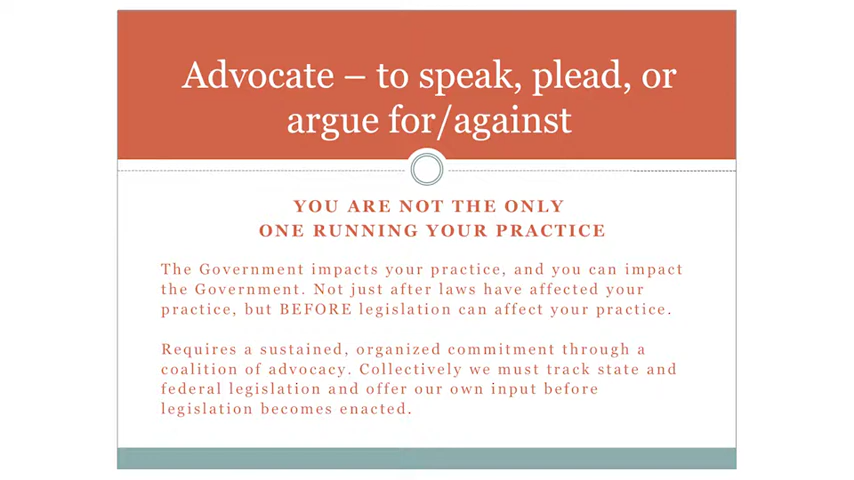 Advocate – to speak, plead, or
argue for/against
YOU ARE NOT THE ONLY
ONE RUNNING YOUR PRACTICE
The Government impacts your practice, and you can impact
the Government. Not just after laws have affected your
practice, but BEFORE legislation can affect your practice.
Requires a sustained, organized commitment through a
coalition of advocacy. Collectively we must track state and
federal legislation and offer our own input before
legislation becomes enacted.